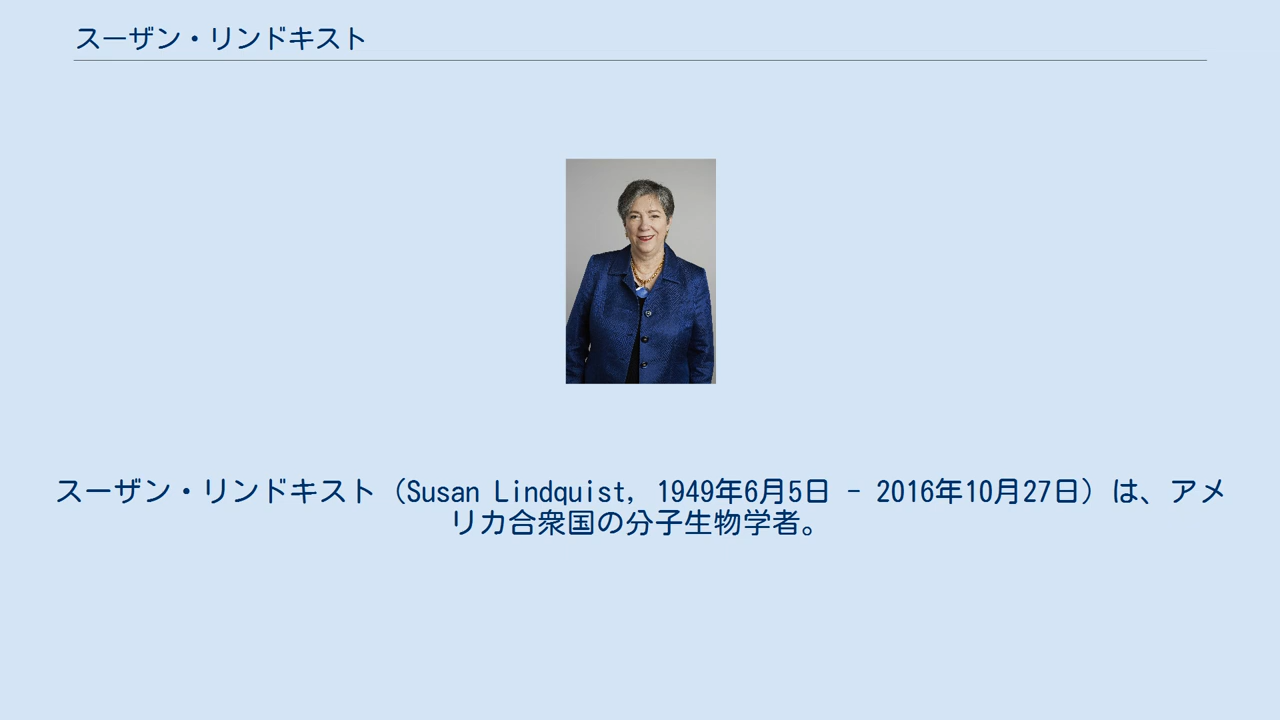 スーザン・リンドキスト
スーザン・リンドキスト（Susan Lindquist, 1949年6月5日 - 2016年10月27日）は、アメ
リカ合衆国の分子生物学者。